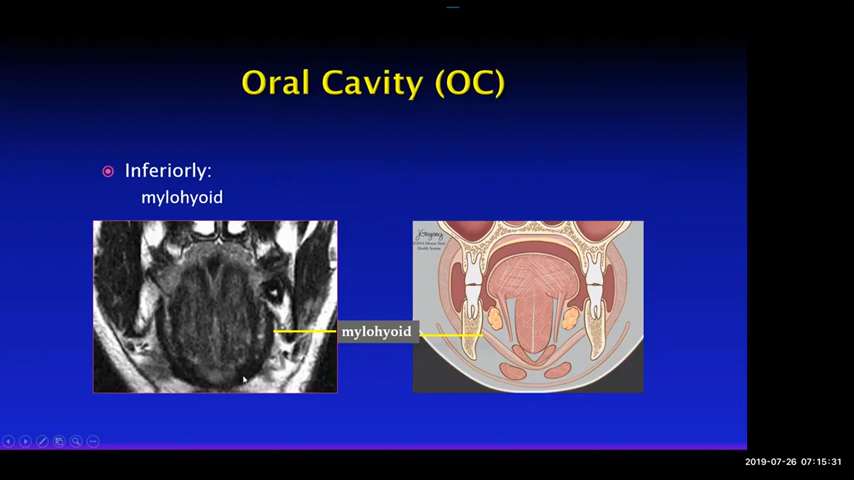 Oral Cavity (OC)
Inferiorly:
mylohyoid
mylohyoid
2019-07-26 07:15:31